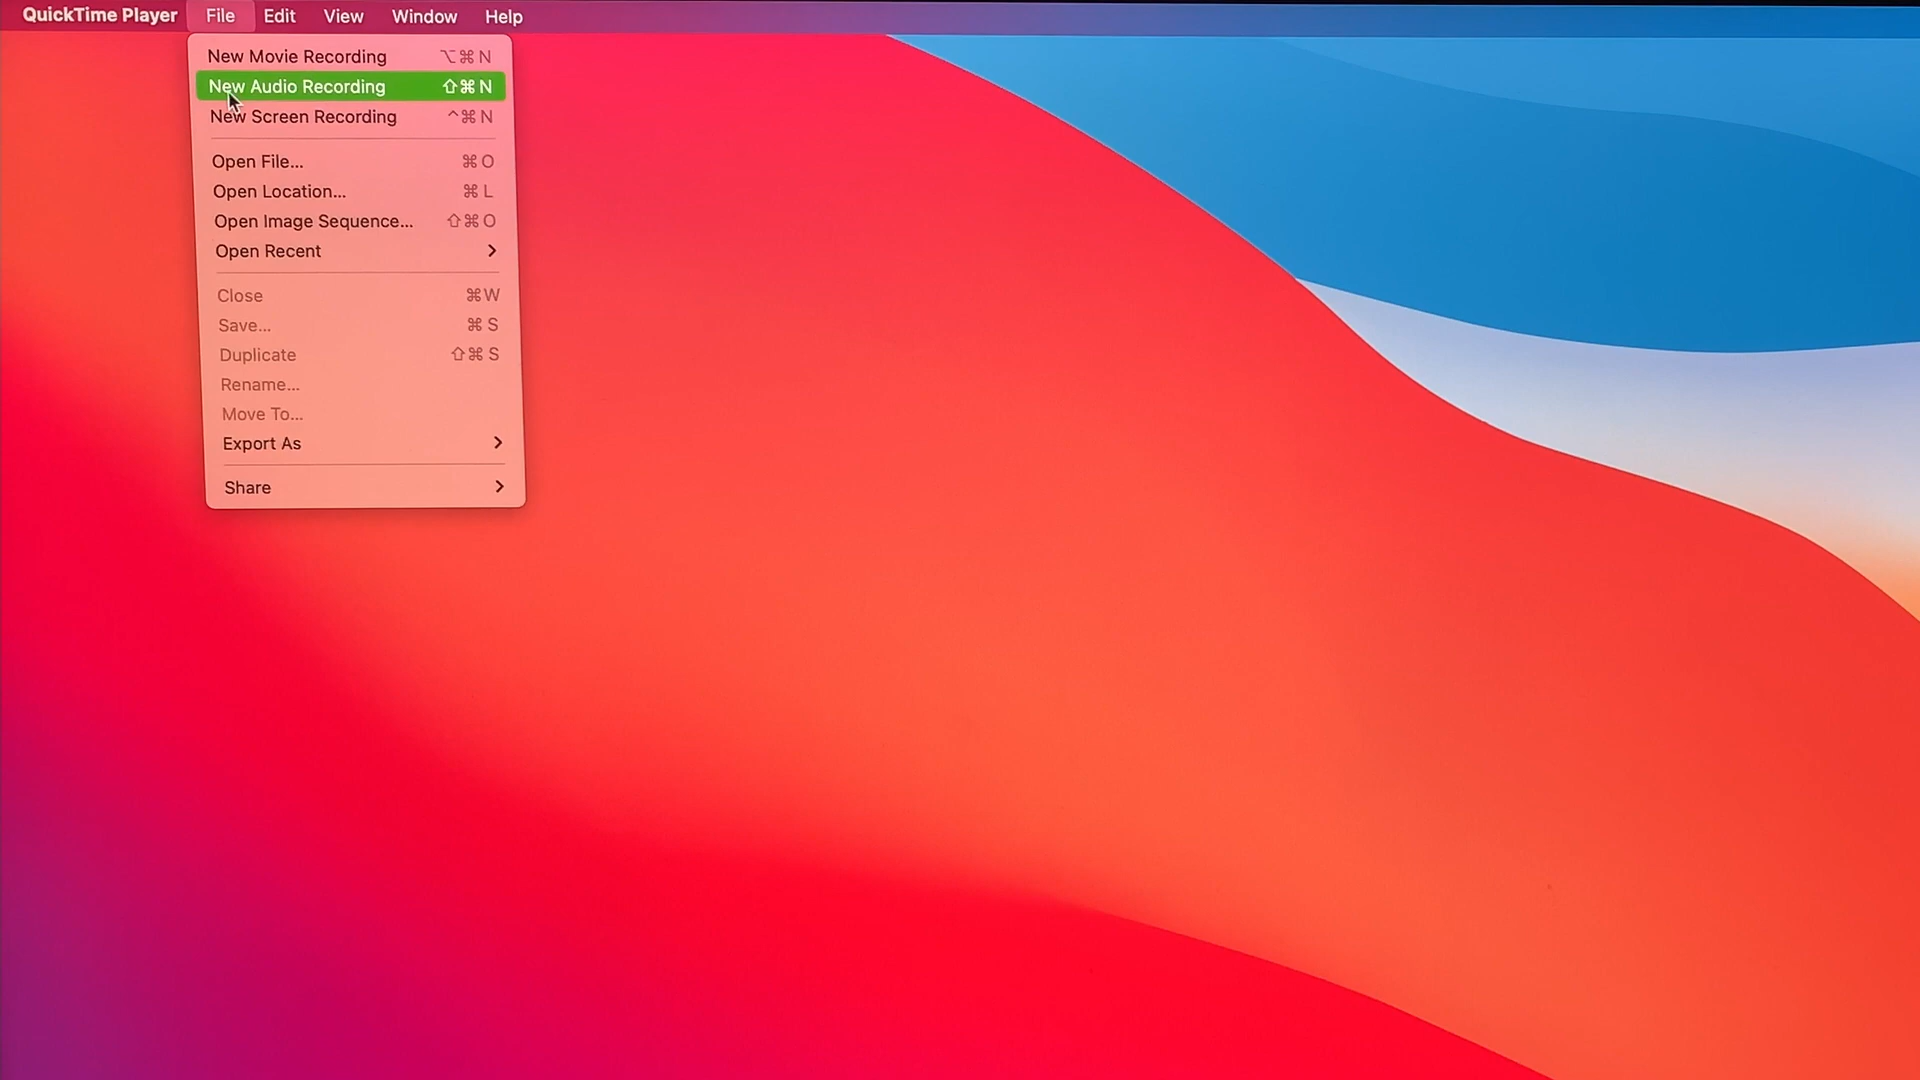 QuickTime Player File Edit View Window Help
New Movie Recording ⌥⌘N
New Audio Recording ⇧⌘N
New Screen Recording ^⌘N
Open File... ⌘O
Open Location... ⌘L
Open Image Sequence... ⇧⌘O
Open Recent >
Close ⌘W
Save... ⌘S
Duplicate ⇧⌘S
Rename...
Move To...
Export As >
Share >